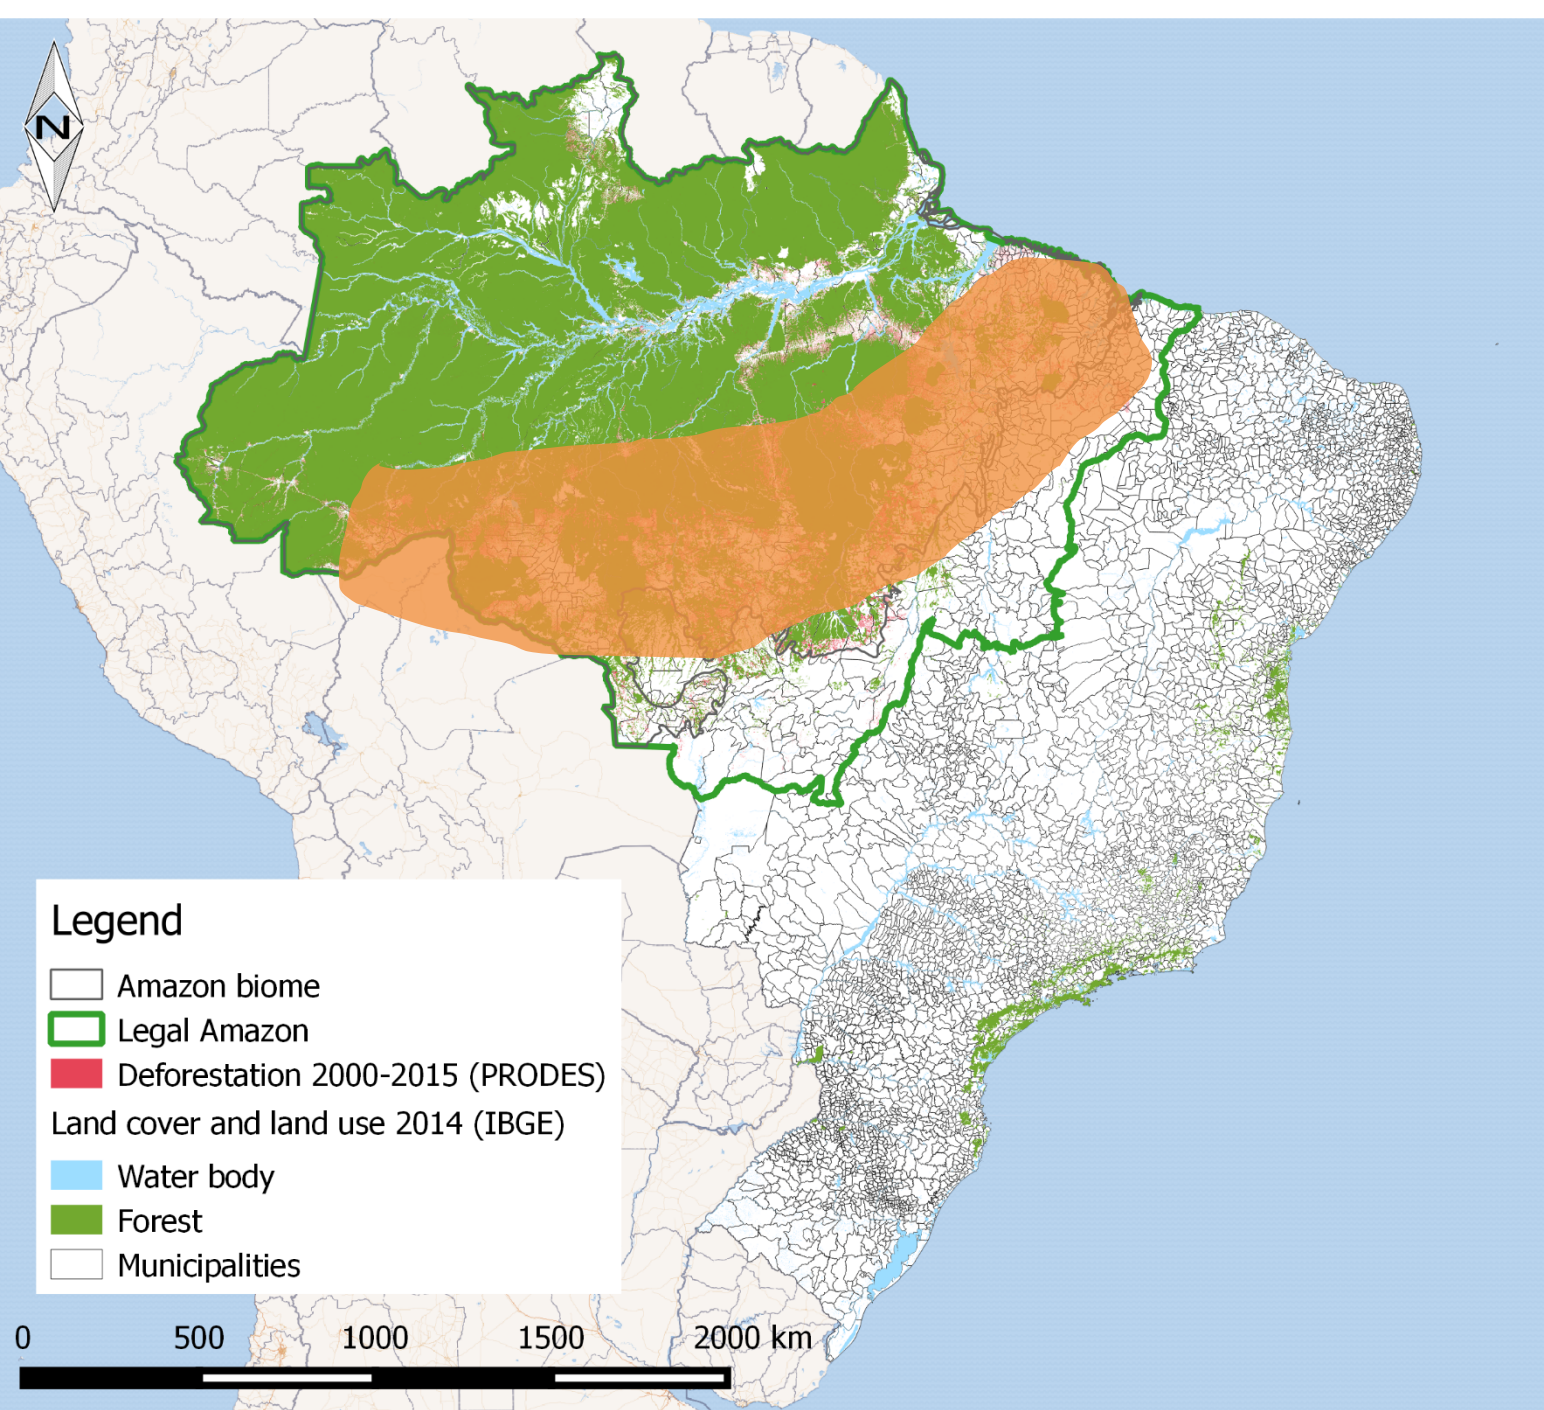 N
Legend
Amazon biome
Legal Amazon
Deforestation 2000-2015 (PRODES)
Land cover and land use 2014 (IBGE)
Water body
Forest
Municipalities
0 500 1000 1500 2000 km